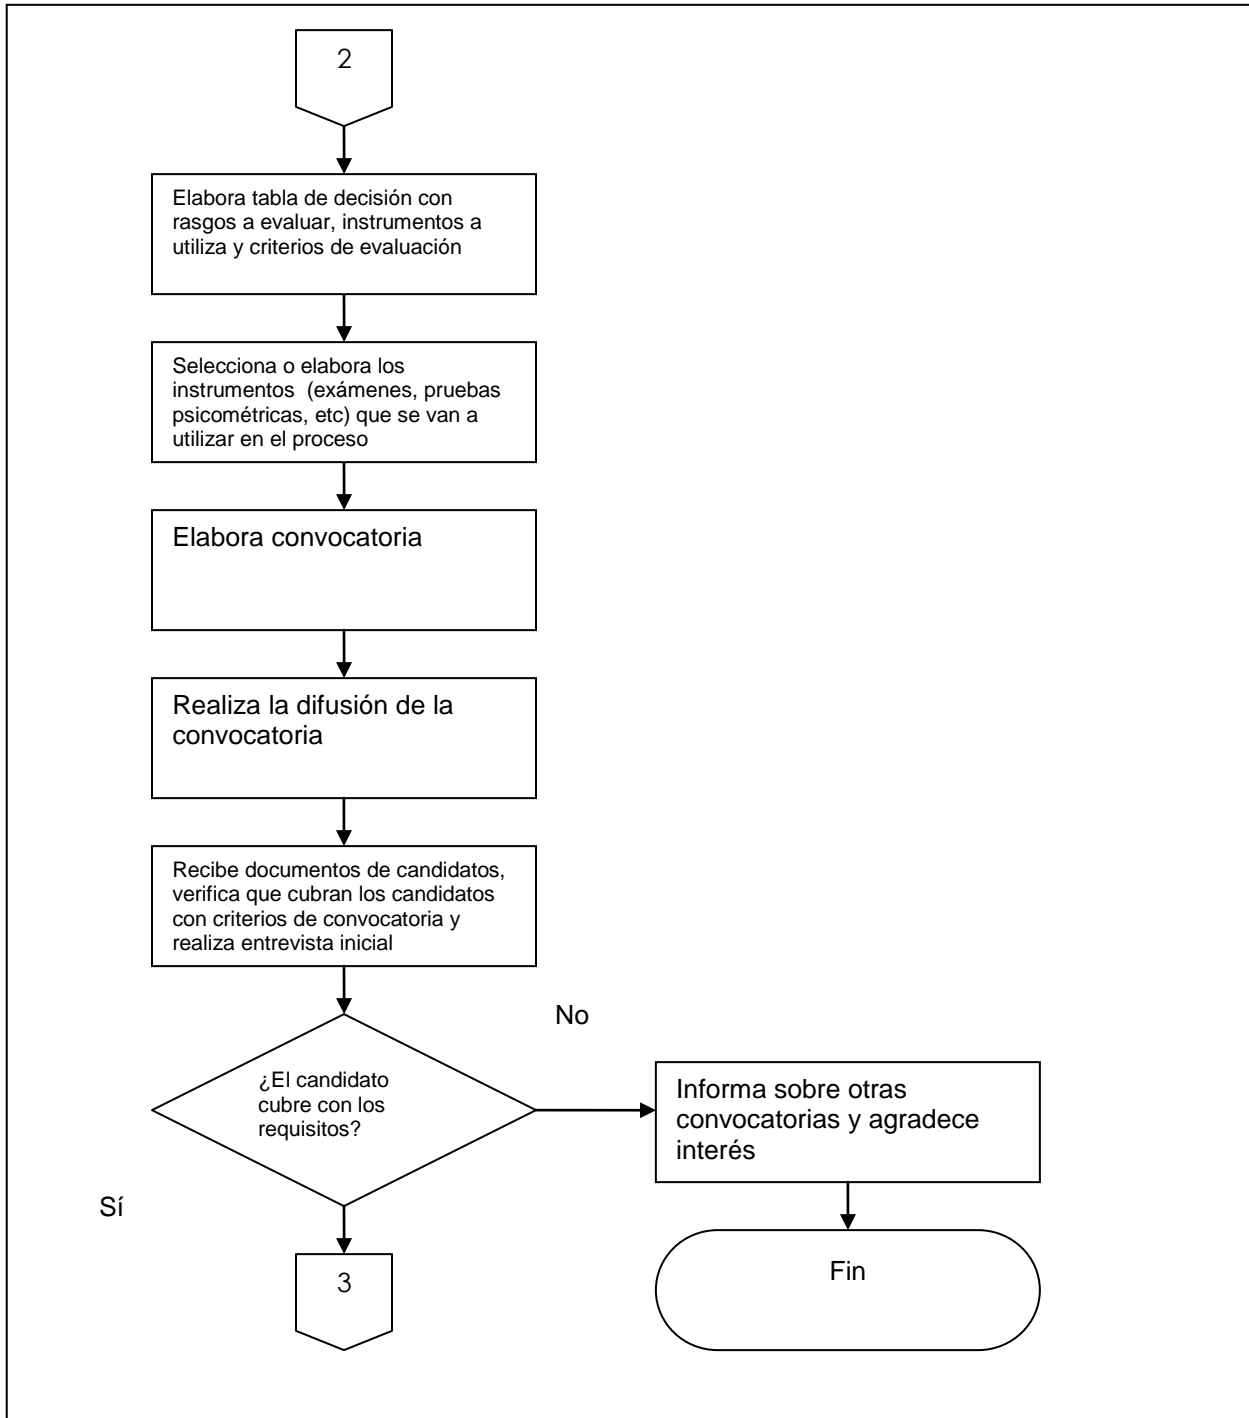 2
Elabora tabla de decisión con
rasgos a evaluar, instrumentos a
utiliza y criterios de evaluación
Selecciona o elabora los
instrumentos (exámenes, pruebas
psicométricas, etc) que se van a
utilizar en el proceso
Elabora convocatoria
Realiza la difusión de la
convocatoria
Recibe documentos de candidatos,
verifica que cubran los candidatos
con criterios de convocatoria y
realiza entrevista inicial
No
¿El candidato
cubre con los
requisitos?
Informa sobre otras
convocatorias y agradece
interés
Sí
3
Fin